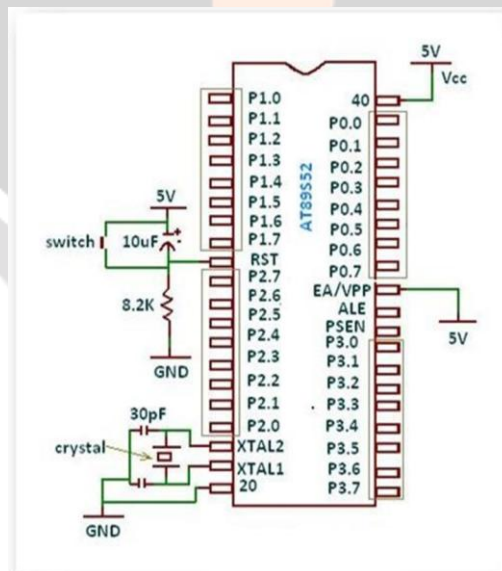 5V
Vcc
40
P1.0
P1.1
P1.2
P1.3
P1.4
P1.5
P1.6
P1.7
RST
P2.7
P2.6
P2.5
P2.4
P2.3
P2.2
P2.1
P2.0
XTAL2
XTAL1
20
AT89S52
P0.0
P0.1
P0.2
P0.3
P0.4
P0.5
P0.6
P0.7
EA/VPP
ALE
PSEN
P3.0
P3.1
P3.2
P3.3
P3.4
P3.5
P3.6
P3.7
5V
5V
switch
10uF
+
8.2K
GND
30pF
crystal
GND